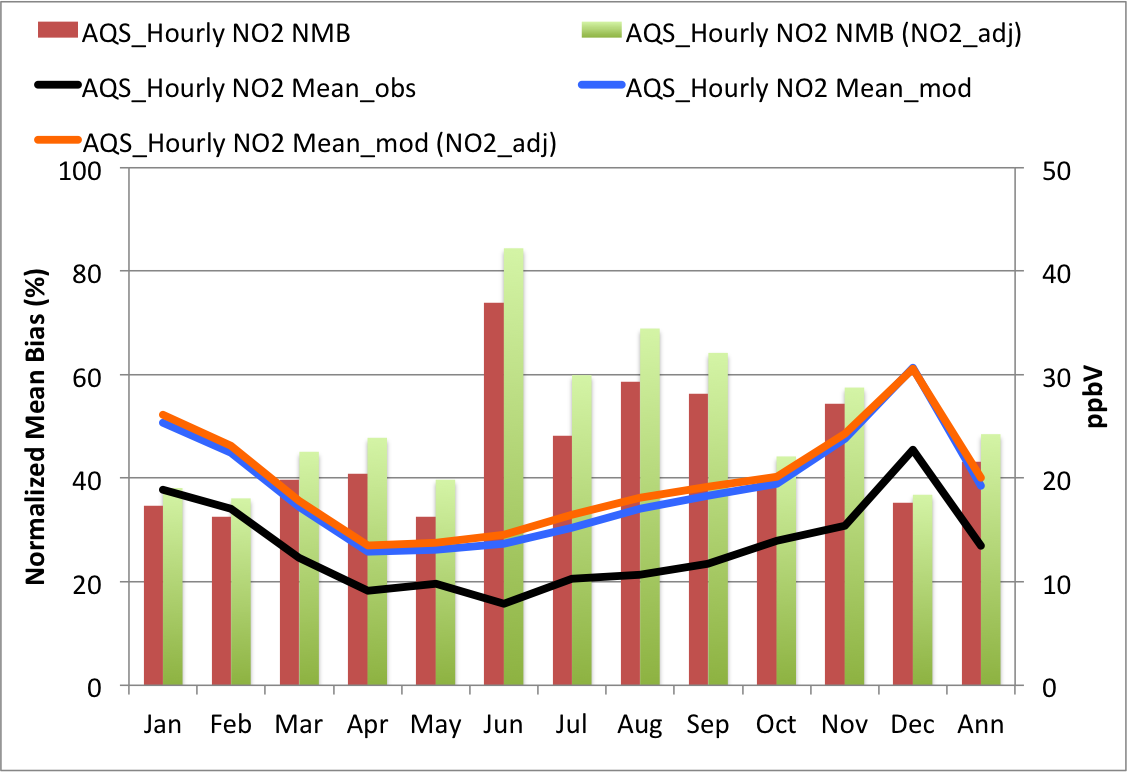 AQS_Hourly NO2 NMB
AQS_Hourly NO2 NMB (NO2_adj)
AQS_Hourly NO2 Mean_obs
AQS_Hourly NO2 Mean_mod
AQS_Hourly NO2 Mean_mod (NO2_adj)
Normalized Mean Bias (%)
100
80
60
40
20
0
50
40
30
20
10
0
ppbV
Jan Feb Mar Apr May Jun Jul Aug Sep Oct Nov Dec Ann